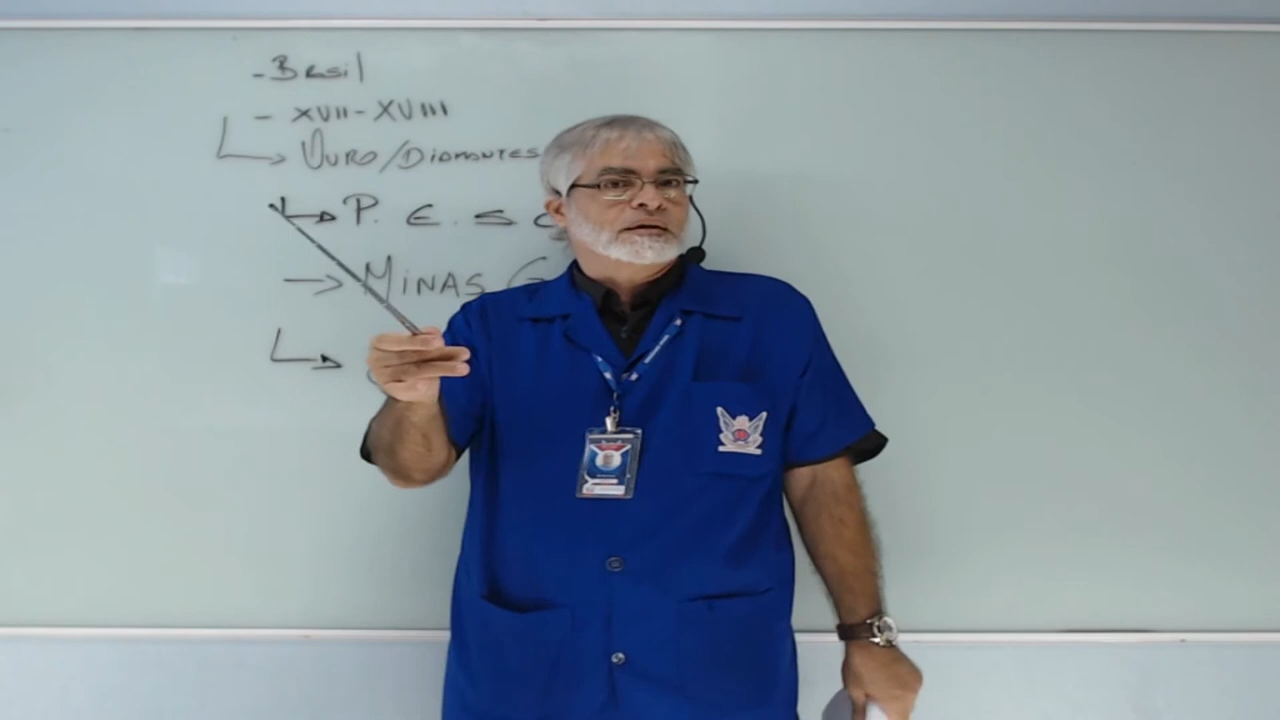 - Brasil
- XVII-XVIII
OURO/DIAMANTES
P. E. S
MINAS G